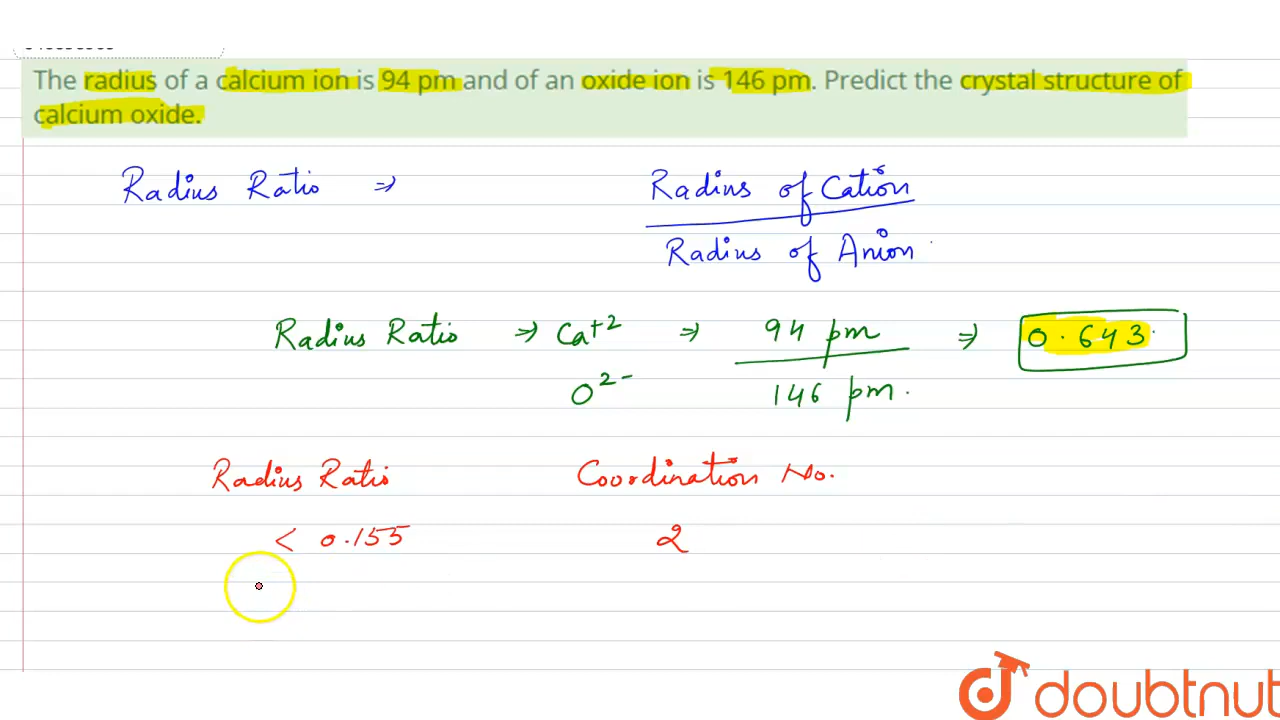 The radius of a calcium ion is 94 pm and of an oxide ion is 146 pm. Predict the crystal structure of
calcium oxide.
Radius Ratio ⇒ Radius of Cation
Radius of Anion
Radius Ratio ⇒ Ca+2 ⇒ 94 pm ⇒ 0.643
O2- 146 pm.
Radius Ratio Coordination No.
< 0.155 2
doubtnut